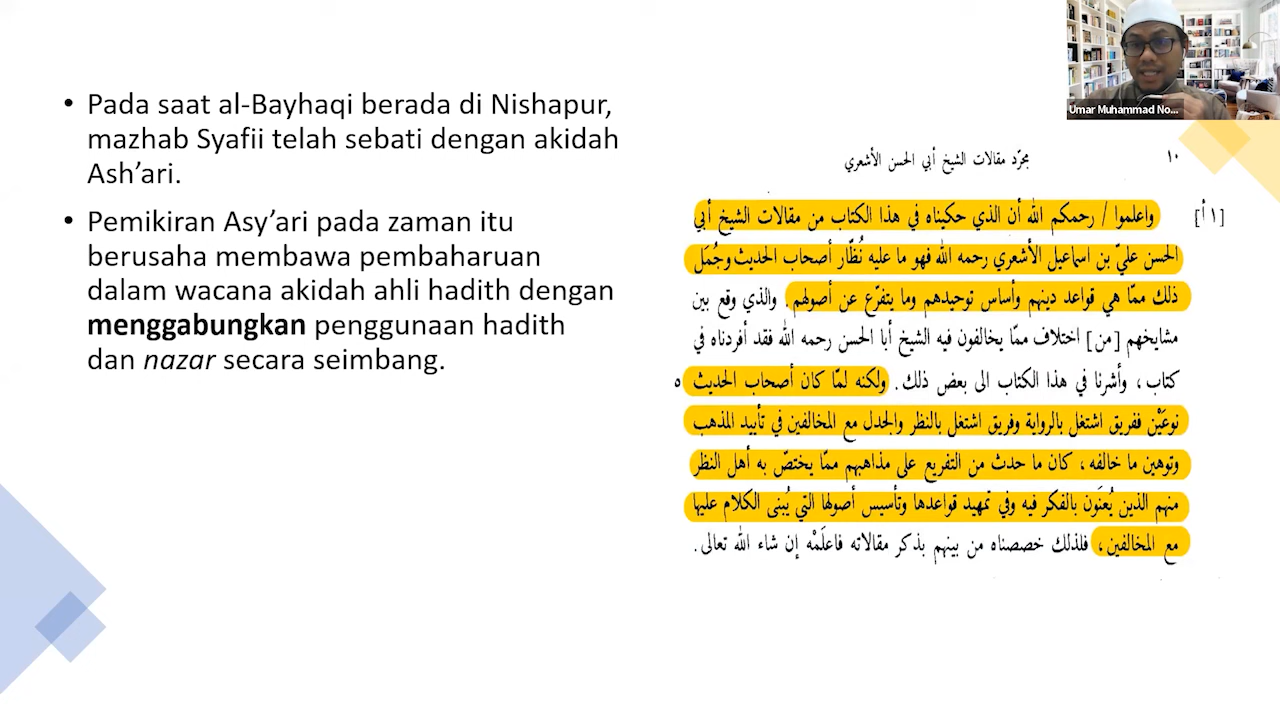 • Pada saat al-Bayhaqi berada di Nishapur,
mazhab Syafii telah sebati dengan akidah
Ash’ari.
• Pemikiran Asy’ari pada zaman itu
berusaha membawa pembaharuan
dalam wacana akidah ahli hadith dengan
menggabungkan penggunaan hadith
dan nazar secara seimbang.
Umar Muhammad No...
١٠ مجرّد مقالات الشيخ أبي الحسن الأشعري
[١ أ] واعلموا / رحمكم الله أن الذي حكيناه في هذا الكتاب من مقالات الشيخ أبي
الحسن عليّ بن اسماعيل الأشعري رحمه الله فهو ما عليه نُظّار أصحاب الحديث وجُمَل
ذلك ممّا هي قواعد دينهم وأساس توحيدهم وما يتفرّع عن أصولهم. والذي وقع بين
مشايخهم [من] اختلاف ممّا يخالفون فيه الشيخ أبا الحسن رحمه الله فقد أفردناه في
كتاب، وأشرنا في هذا الكتاب الى بعض ذلك. ولكنه لمّا كان أصحاب الحديث ٥
نوعَيْن ففريق اشتغل بالرواية وفريق اشتغل بالنظر والجدل مع المخالفين في تأييد المذهب
وتوهين ما خالفه، كان ما حدث من التفريع على مذاهبهم ممّا يختصّ به أهل النظر
منهم الذين يُعنَون بالفكر فيه وفي تمهيد قواعدها وتأسيس أصولها التي يُبنى الكلام عليها
مع المخالفين، فلذلك خصصناه من بينهم بذكر مقالاته فاعلَمْه إن شاء الله تعالى.